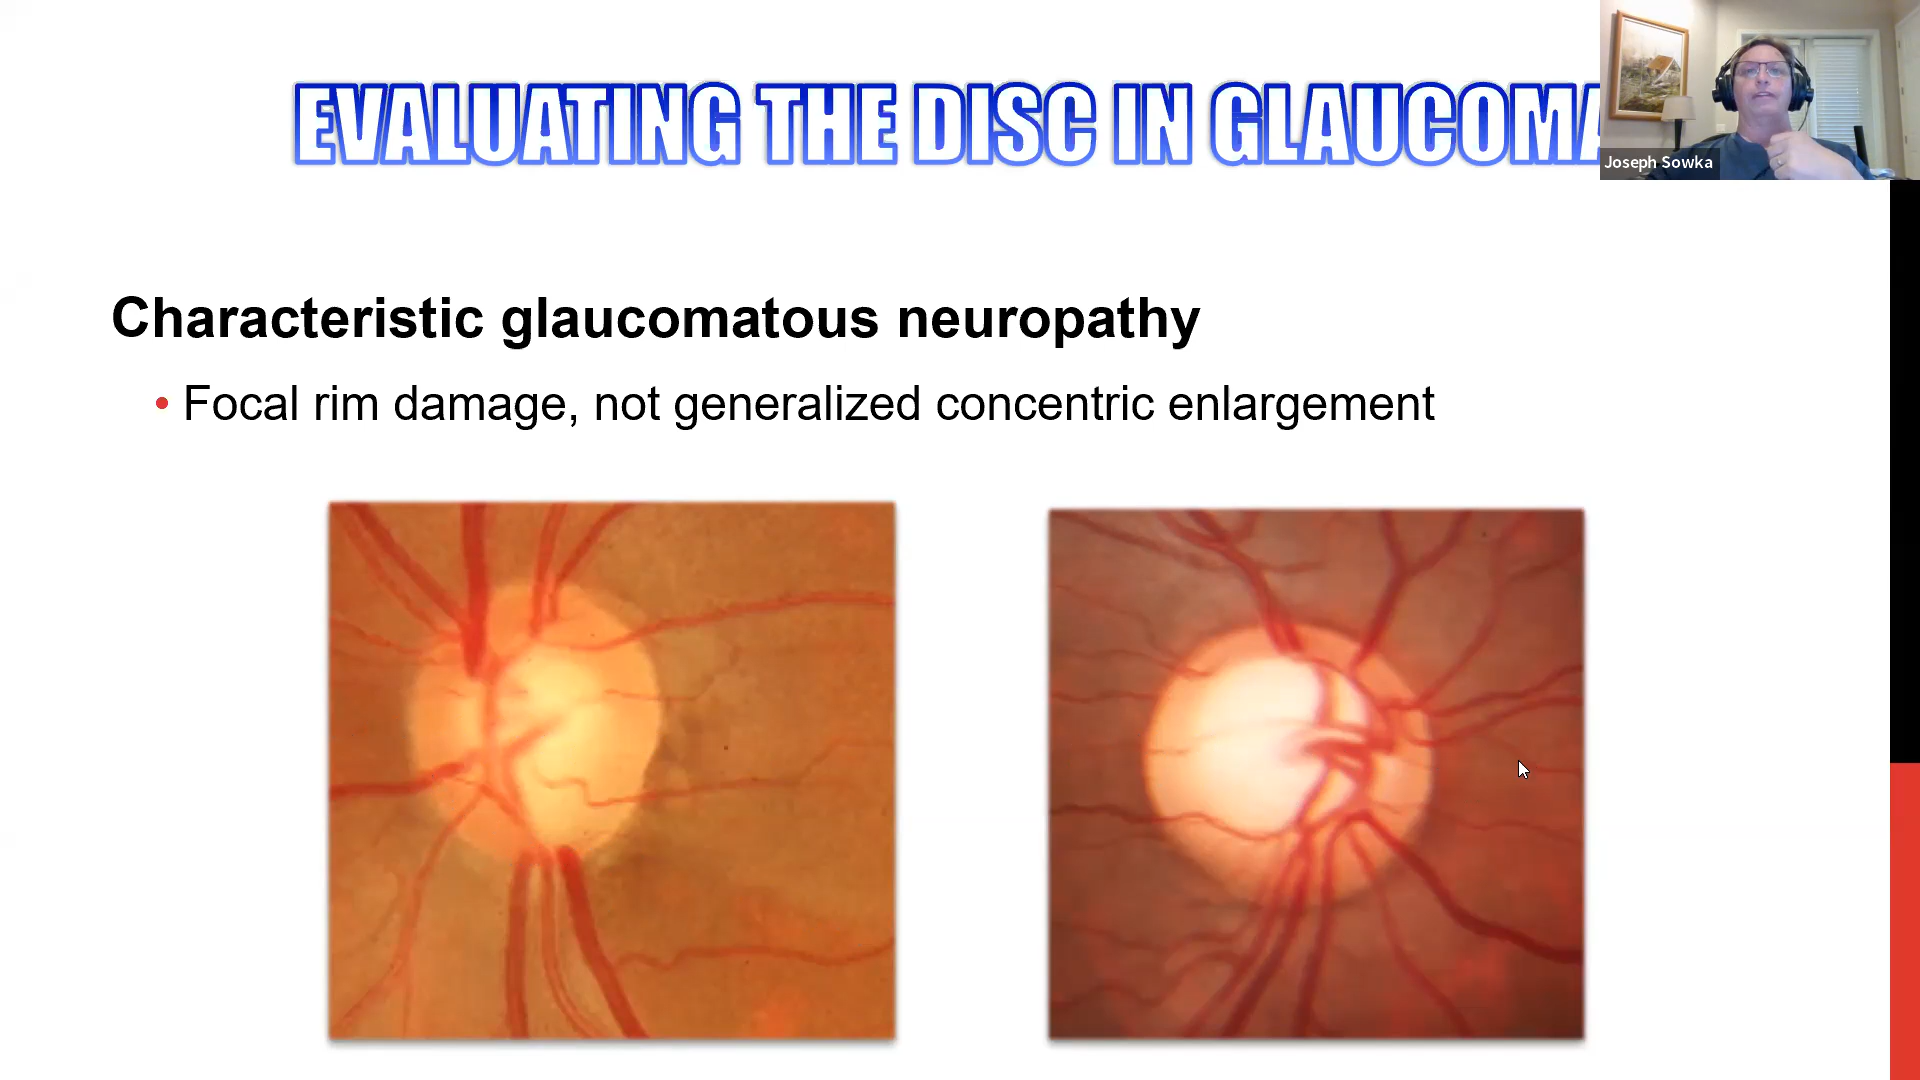 EVALUATING THE DISC IN GLAUCOMA
Joseph Sowka
Characteristic glaucomatous neuropathy
• Focal rim damage, not generalized concentric enlargement